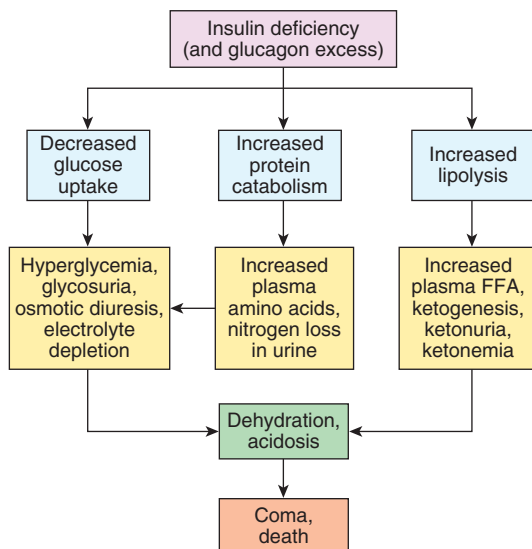 Insulin deficiency
(and glucagon excess)
Decreased
glucose
uptake
Increased
protein
catabolism
Increased
lipolysis
Hyperglycemia,
glycosuria,
osmotic diuresis,
electrolyte
depletion
Increased
plasma
amino acids,
nitrogen loss
in urine
Increased
plasma FFA,
ketogenesis,
ketonuria,
ketonemia
Dehydration,
acidosis
Coma,
death